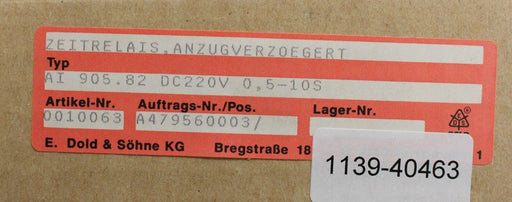 ZEITRELAIS,ANZUGVERZOEGERT
Typ
AI 905.82 DC220V 0,5-10S
Artikel-Nr. Auftrags-Nr./Pos. Lager-Nr.
0010063 A479560003/
E. Dold & Söhne KG Bregstraße 18 1
1139-40463